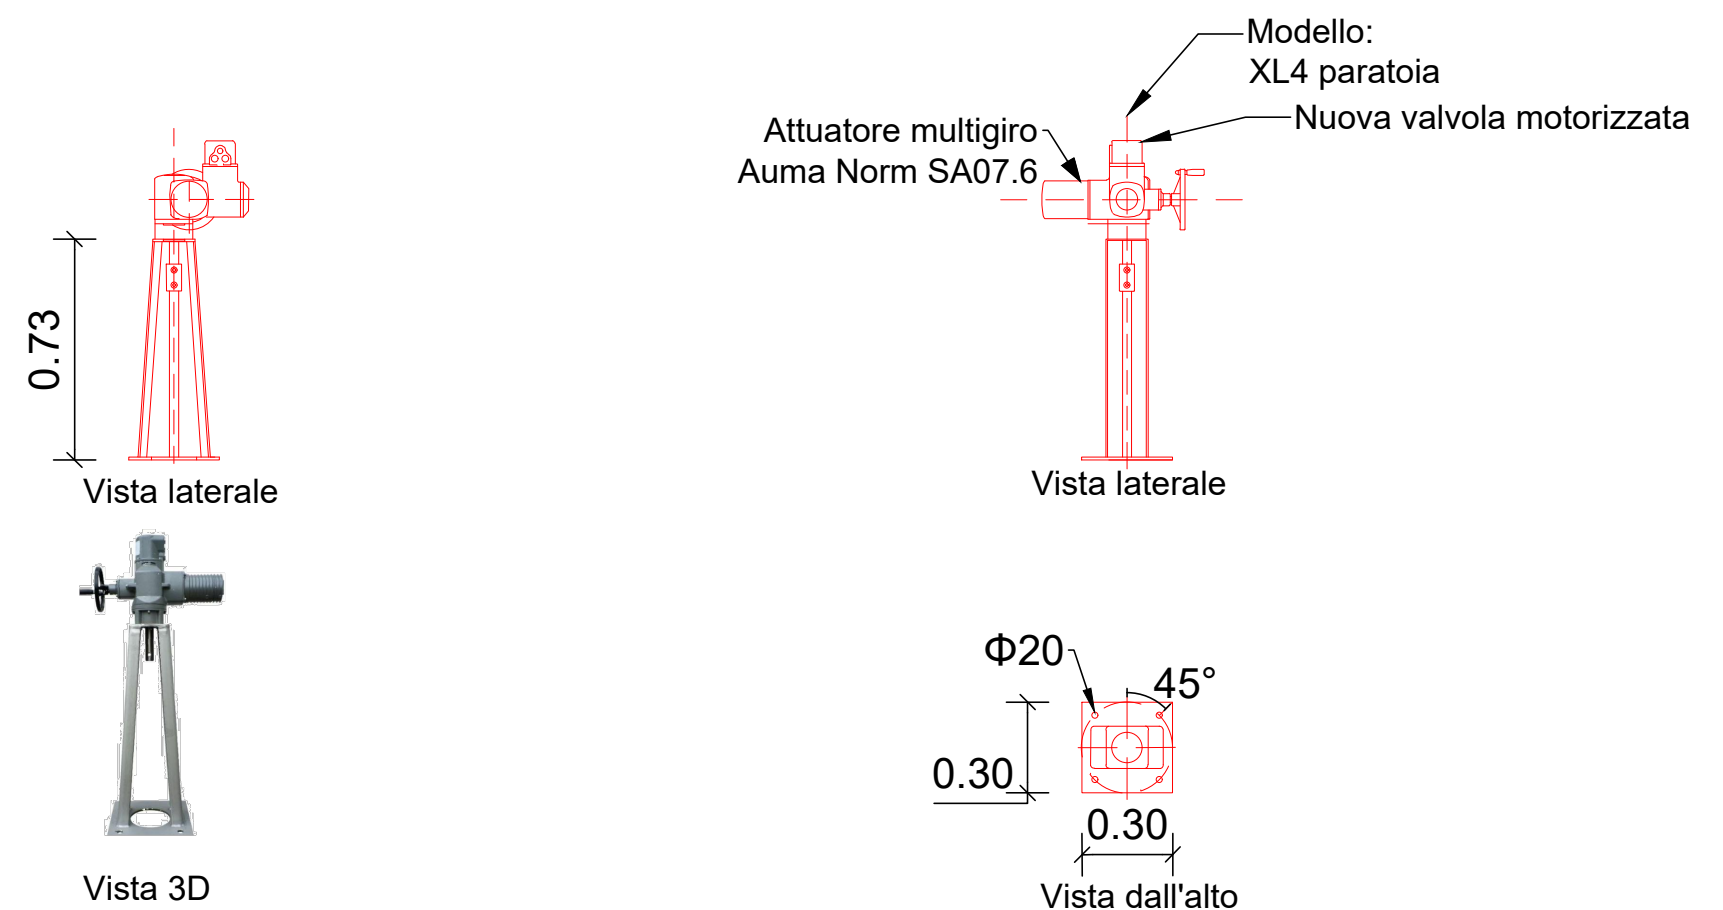 Modello:
XL4 paratoia
Nuova valvola motorizzata
Attuatore multigiro
Auma Norm SA07.6
0.73
Vista laterale
Vista laterale
Φ20
45°
0.30
0.30
Vista 3D
Vista dall'alto